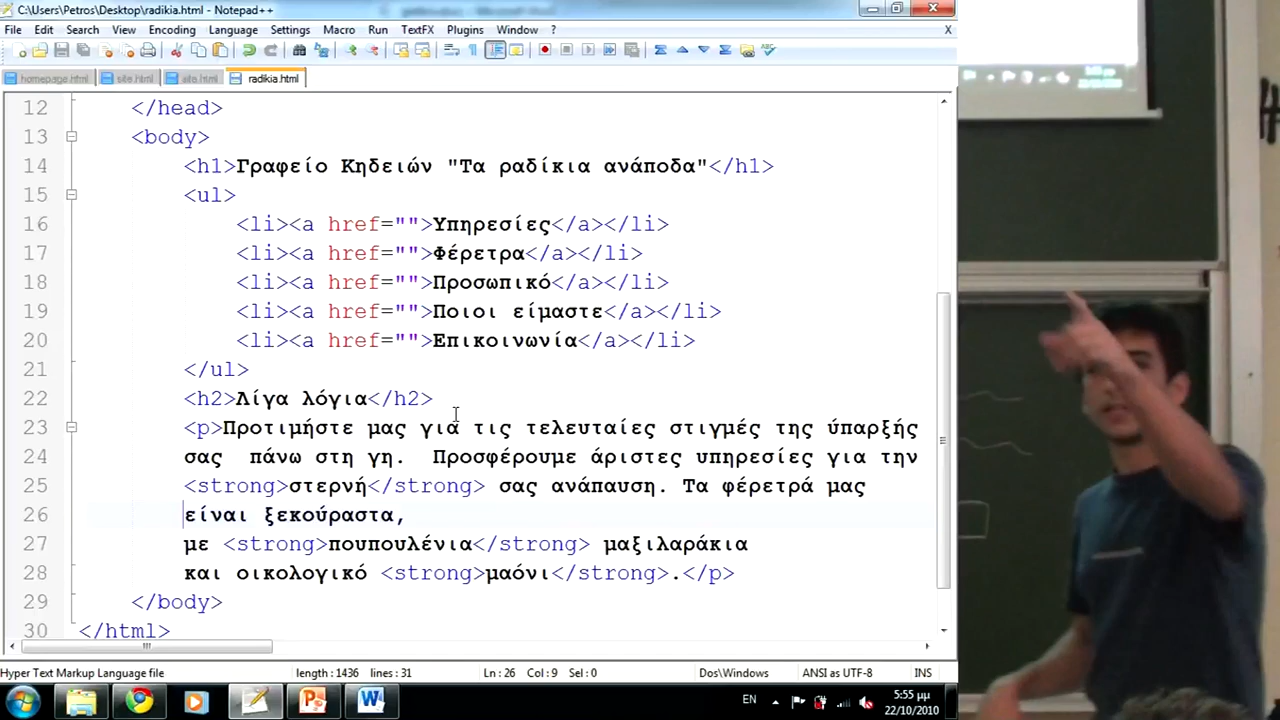 C:\Users\Petros\Desktop\radikia.html - Notepad++
File Edit Search View Encoding Language Settings Macro Run TextFX Plugins Window ? X
homepage.html site.html site.html radikia.html
12 </head>
13 <body>
14 <h1>Γραφείο Κηδειών "Τα ραδίκια ανάποδα"</h1>
15 <ul>
16 <li><a href="">Υπηρεσίες</a></li>
17 <li><a href="">Φέρετρα</a></li>
18 <li><a href="">Προσωπικό</a></li>
19 <li><a href="">Ποιοι είμαστε</a></li>
20 <li><a href="">Επικοινωνία</a></li>
21 </ul>
22 <h2>Λίγα λόγια</h2>
23 <p>Προτιμήστε μας για τις τελευταίες στιγμές της ύπαρξής
24 σας  πάνω στη γη.  Προσφέρουμε άριστες υπηρεσίες για την
25 <strong>στερνή</strong> σας ανάπαυση. Τα φέρετρά μας
26 είναι ξεκούραστα,
27 με <strong>πουπουλένια</strong> μαξιλαράκια
28 και οικολογικό <strong>μαόνι</strong>.</p>
29 </body>
30 </html>
Hyper Text Markup Language file length : 1436 lines : 31 Ln : 26 Col : 9 Sel : 0 Dos\Windows ANSI as UTF-8 INS
EN 5:55 μμ
22/10/2010